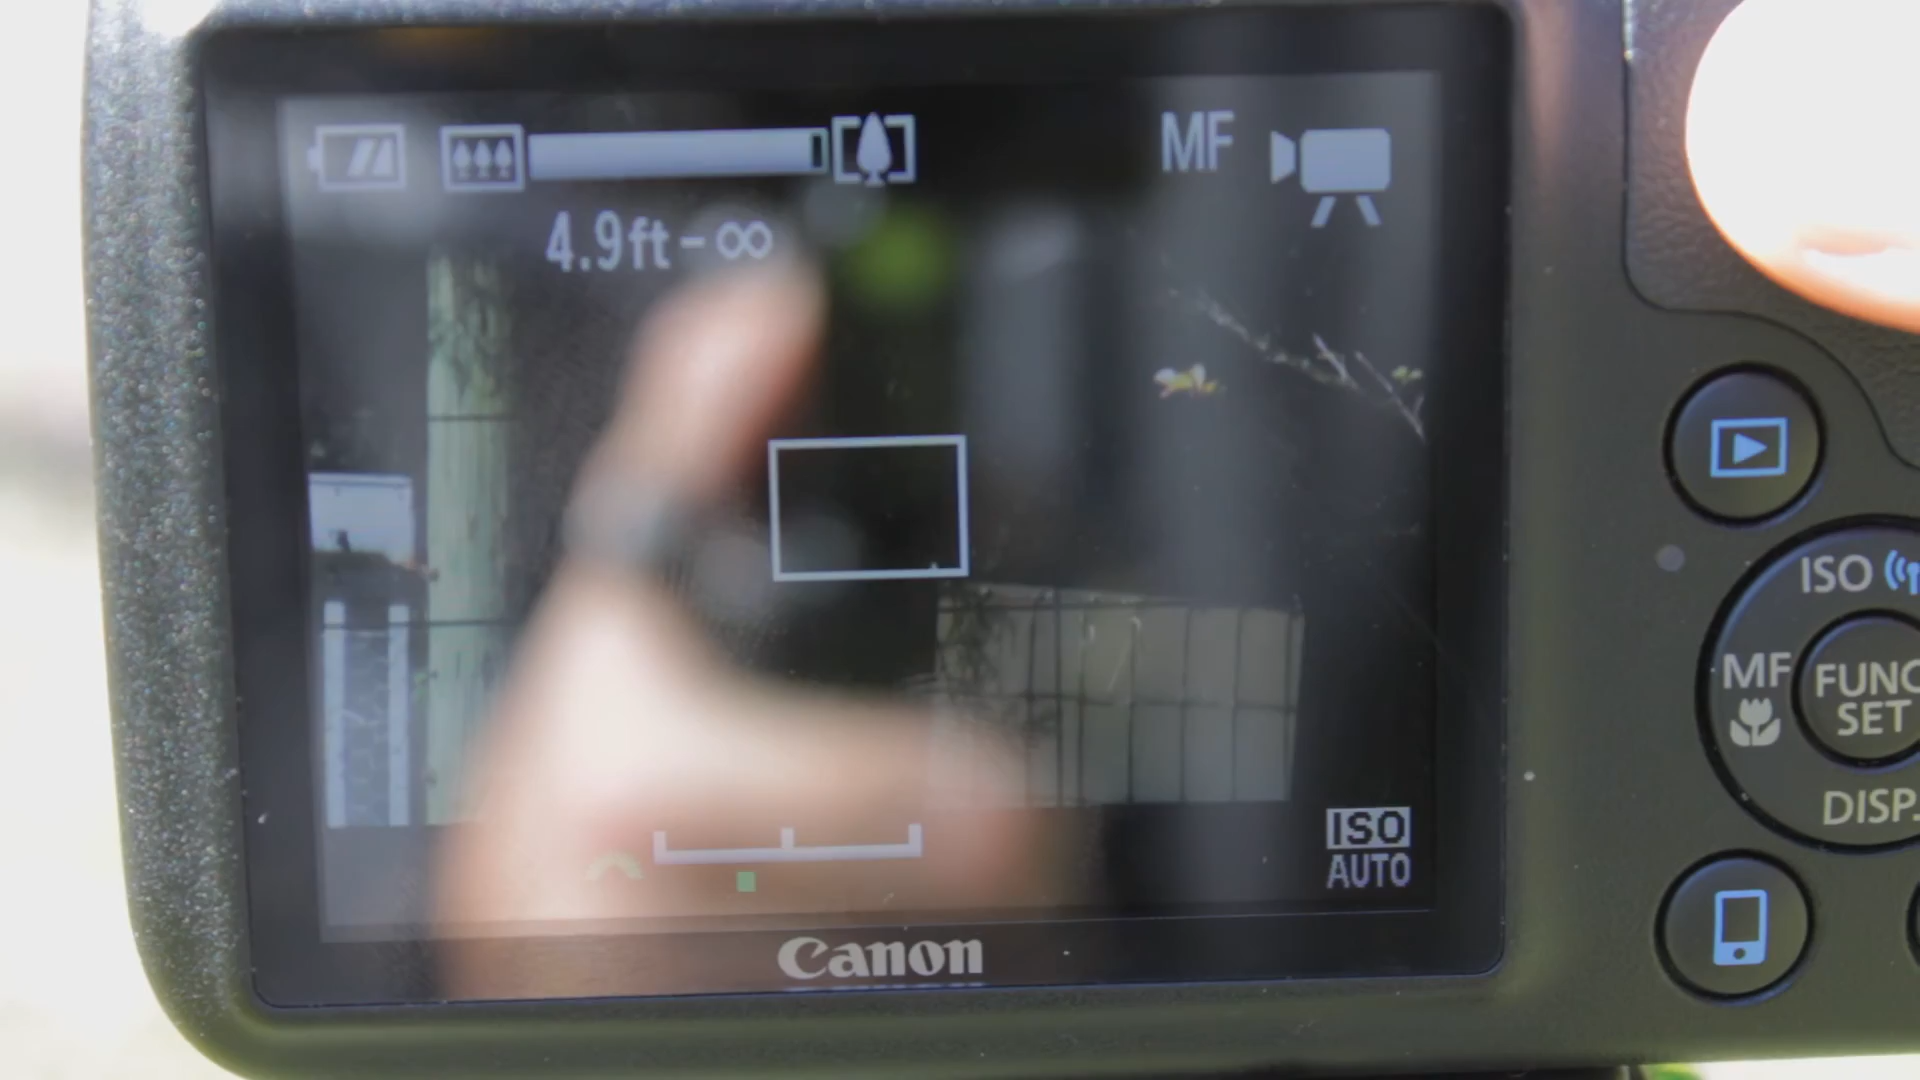 MF
4.9ft-∞
ISO
AUTO
Canon
ISO
MF
FUNC
SET
DISP.